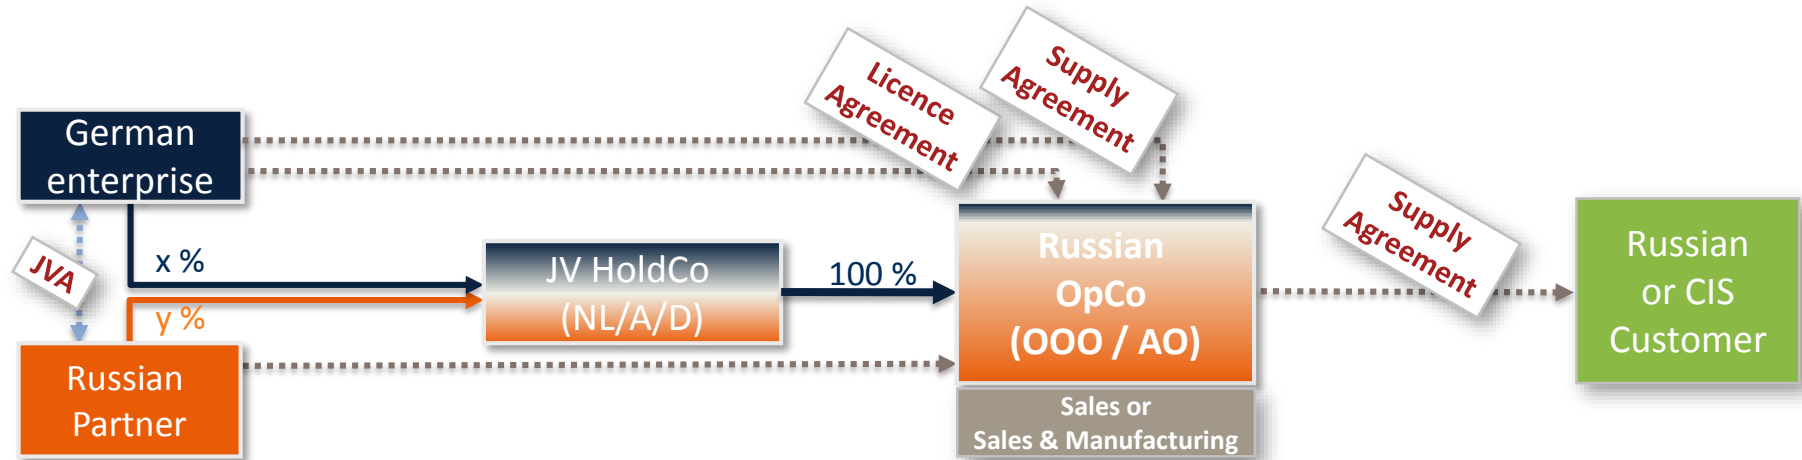 German
enterprise
JVA
x %
y %
Russian
Partner
JV HoldCo
(NL/A/D)
100 %
Licence
Agreement
Supply
Agreement
Russian
OpCo
(OOO / AO)
Sales or
Sales & Manufacturing
Supply
Agreement
Russian
or CIS
Customer